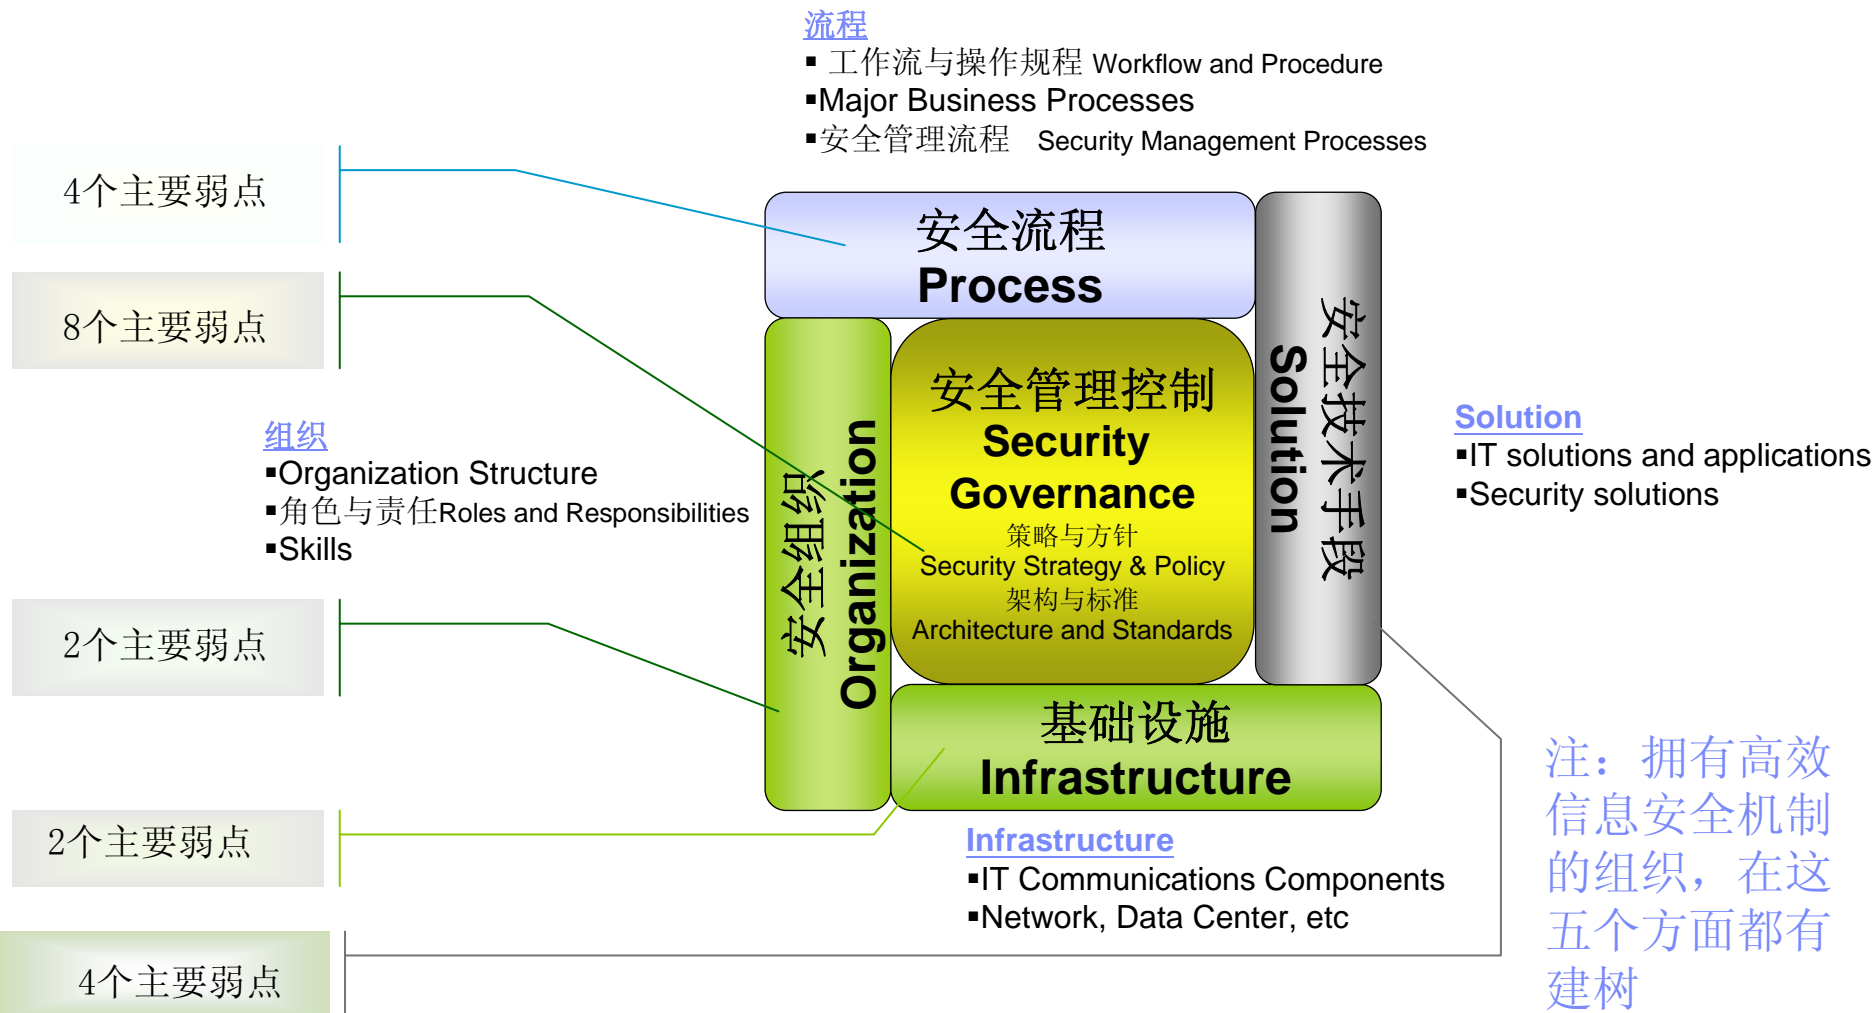 流程
▪ 工作流与操作规程 Workflow and Procedure
▪Major Business Processes
▪安全管理流程 Security Management Processes
4个主要弱点
8个主要弱点
组织
▪Organization Structure
▪角色与责任Roles and Responsibilities
▪Skills
2个主要弱点
2个主要弱点
4个主要弱点
安全流程
Process
安全组织
Organization
安全管理控制
Security
Governance
策略与方针
Security Strategy & Policy
架构与标准
Architecture and Standards
安全技术手段
Solution
基础设施
Infrastructure
Solution
▪IT solutions and applications
▪Security solutions
Infrastructure
▪IT Communications Components
▪Network, Data Center, etc
注：拥有高效
信息安全机制
的组织，在这
五个方面都有
建树